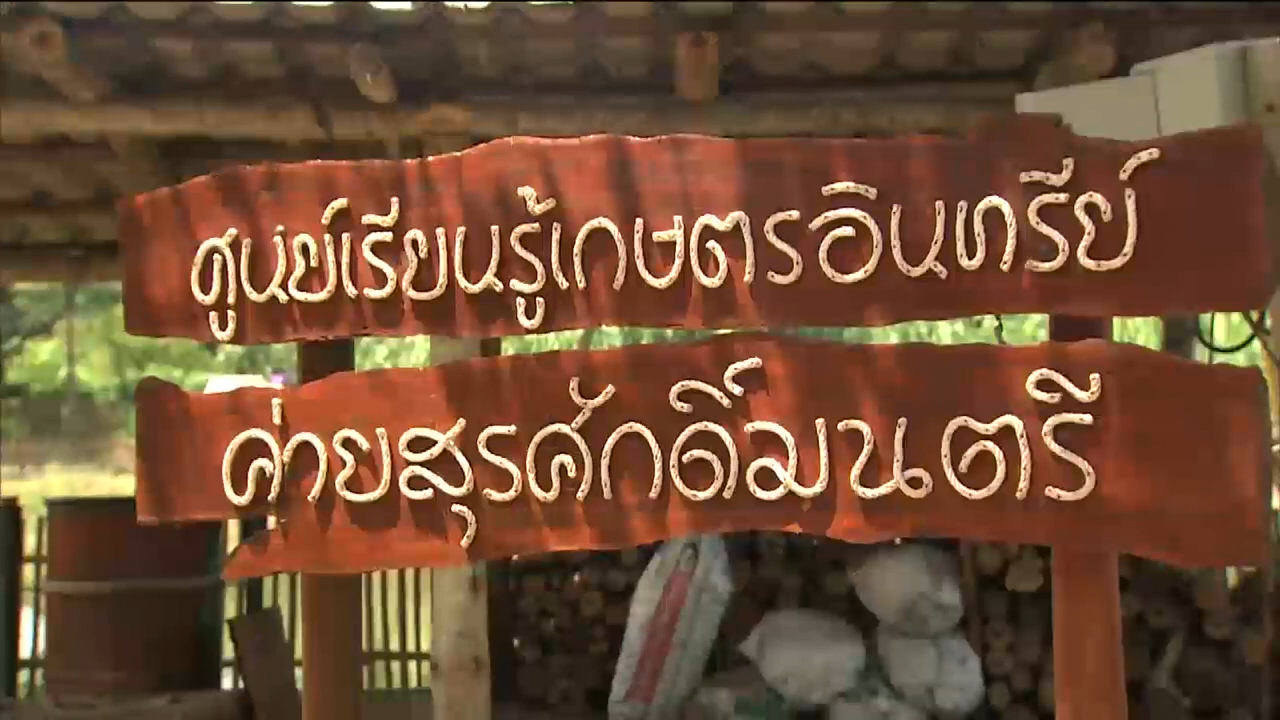 ศูนย์เรียนรู้เกษตรอินทรีย์
ค่ายสุรศักดิ์มนตรี